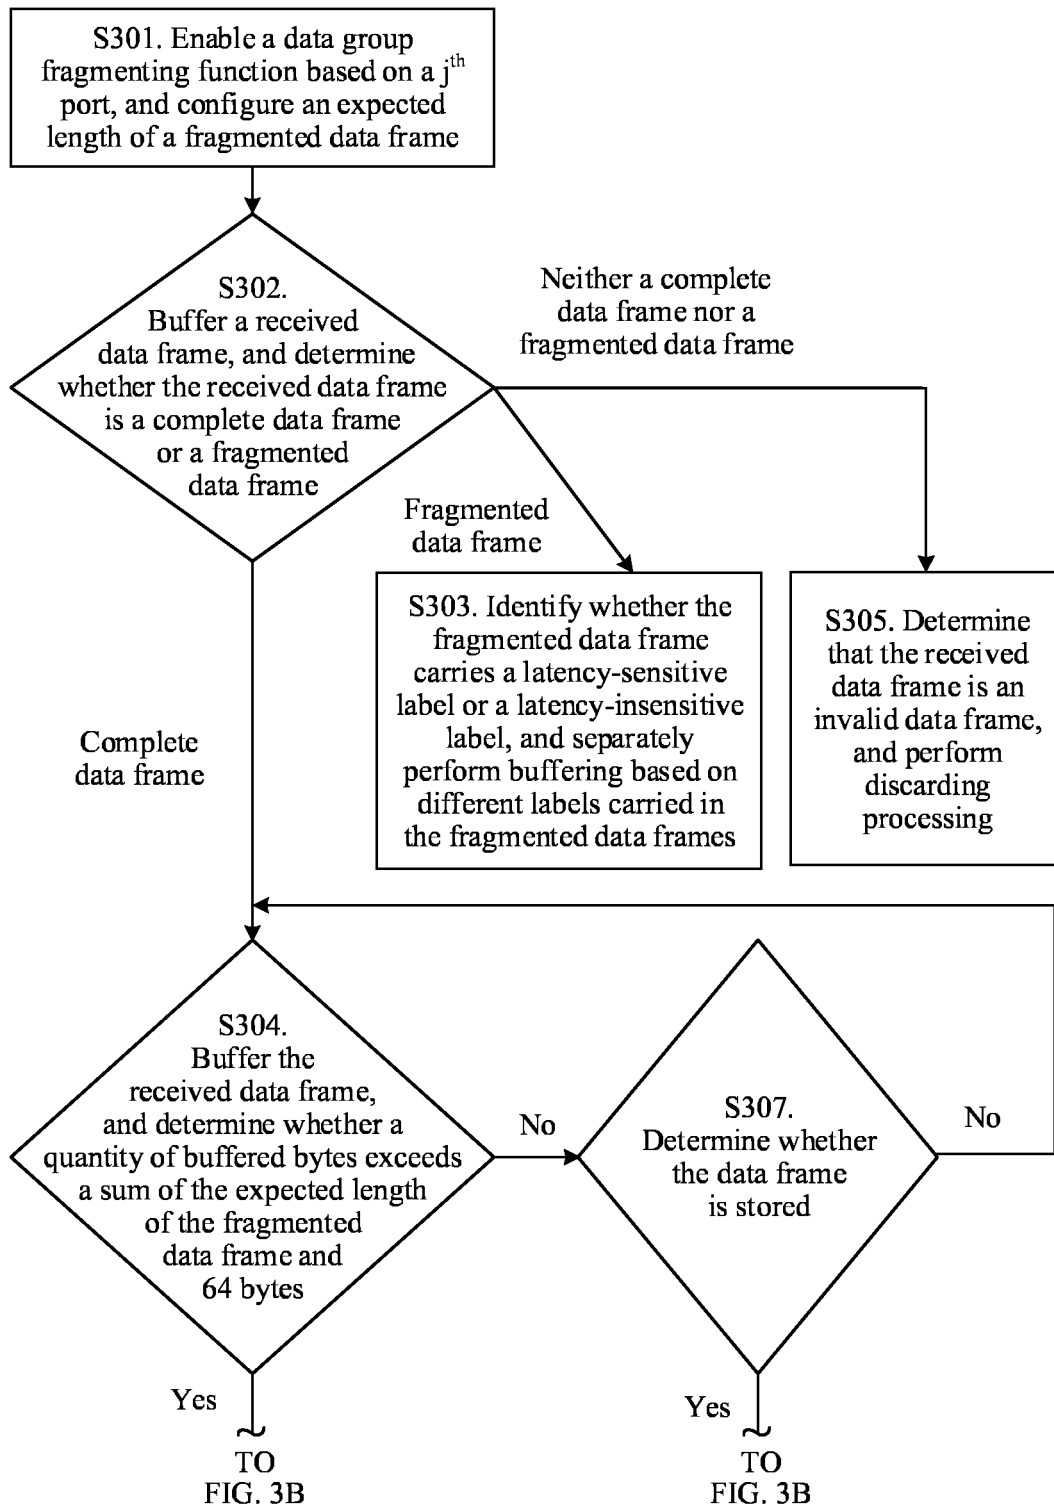 S301. Enable a data group
fragmenting function based on a jth
port, and configure an expected
length of a fragmented data frame
S302.
Buffer a received
data frame, and determine
whether the received data frame
is a complete data frame
or a fragmented
data frame
Neither a complete
data frame nor a
fragmented data frame
Fragmented
data frame
Complete
data frame
S303. Identify whether the
fragmented data frame
carries a latency-sensitive
label or a latency-insensitive
label, and separately
perform buffering based on
different labels carried in
the fragmented data frames
S305. Determine
that the received
data frame is an
invalid data frame,
and perform
discarding
processing
S304.
Buffer the
received data frame,
and determine whether a
quantity of buffered bytes exceeds
a sum of the expected length
of the fragmented
data frame and
64 bytes
No
S307.
Determine whether
the data frame
is stored
No
Yes
TO
FIG. 3B
Yes
TO
FIG. 3B